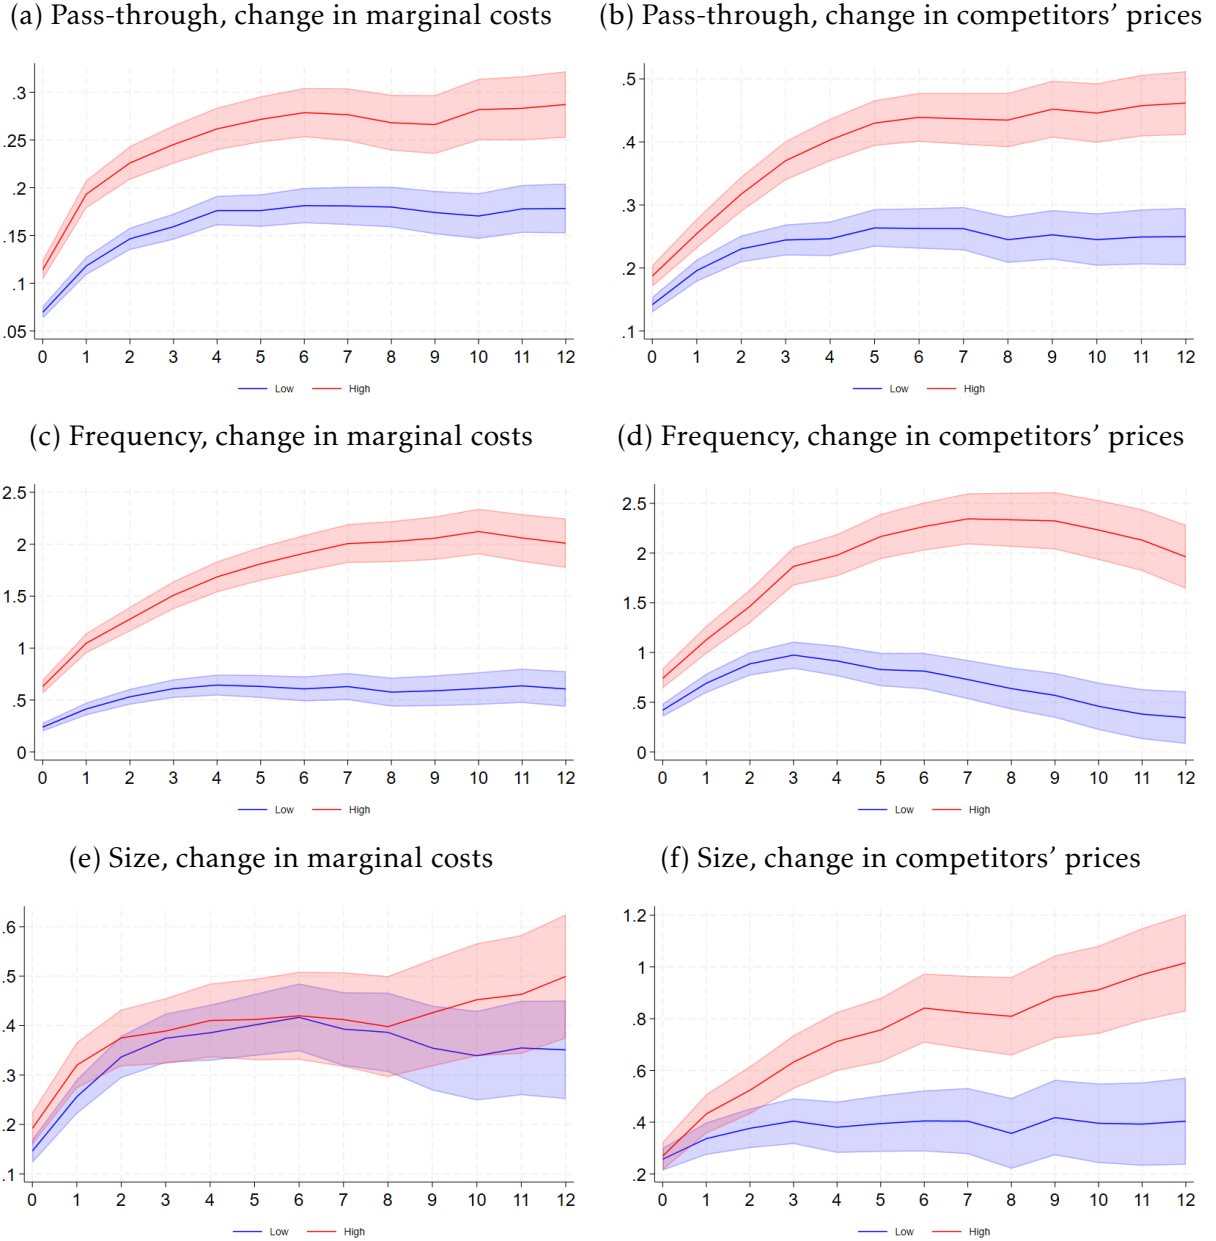 (a) Pass-through, change in marginal costs
.3
.25
.2
.15
.1
.05
0 1 2 3 4 5 6 7 8 9 10 11 12
Low High
(b) Pass-through, change in competitors’ prices
.5
.4
.3
.2
.1
0 1 2 3 4 5 6 7 8 9 10 11 12
Low High
(c) Frequency, change in marginal costs
2.5
2
1.5
1
.5
0
0 1 2 3 4 5 6 7 8 9 10 11 12
Low High
(d) Frequency, change in competitors’ prices
2.5
2
1.5
1
.5
0
0 1 2 3 4 5 6 7 8 9 10 11 12
Low High
(e) Size, change in marginal costs
.6
.5
.4
.3
.2
.1
0 1 2 3 4 5 6 7 8 9 10 11 12
Low High
(f) Size, change in competitors’ prices
1.2
1
.8
.6
.4
.2
0 1 2 3 4 5 6 7 8 9 10 11 12
Low High